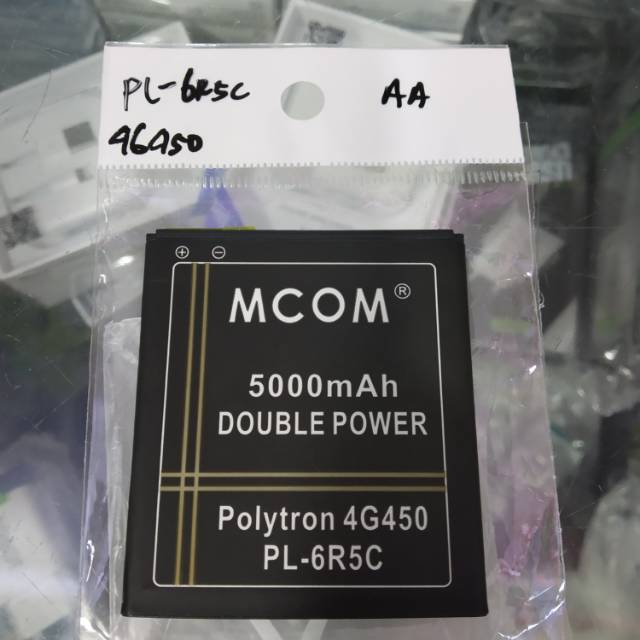 PL-6R5C AA
4G450
⊕ ⊖
MCOM®
5000mAh
DOUBLE POWER
Polytron 4G450
PL-6R5C